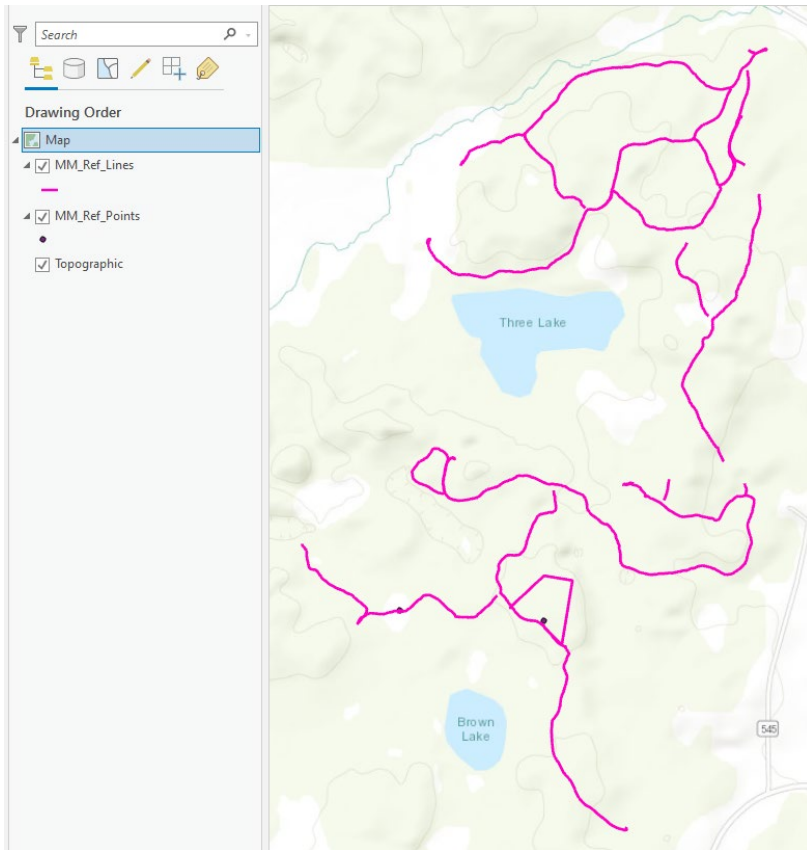 Search
Drawing Order
Map
MM_Ref_Lines
MM_Ref_Points
Topographic
Three Lake
Brown
Lake
545